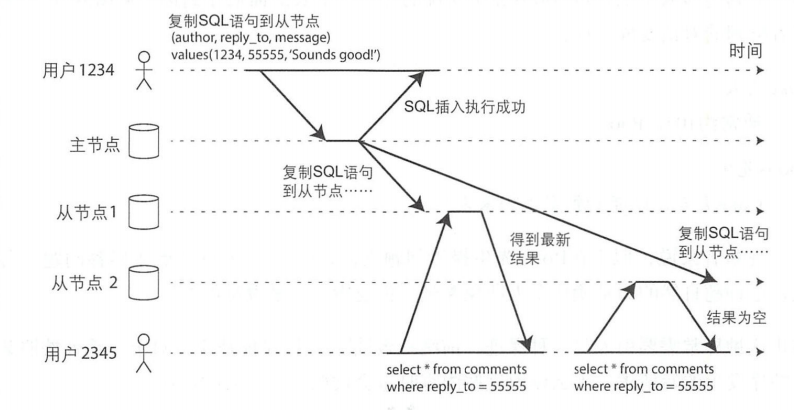 复制SQL语句到从节点
(author, reply_to, message)
values(1234, 55555, 'Sounds good!')
时间
用户1234
SQL插入执行成功
主节点
复制SQL语句
到从节点……
从节点1
得到最新
结果
复制SQL语句
到从节点……
从节点 2
结果为空
用户 2345
select * from comments
where reply_to = 55555
select * from comments
where reply_to = 55555